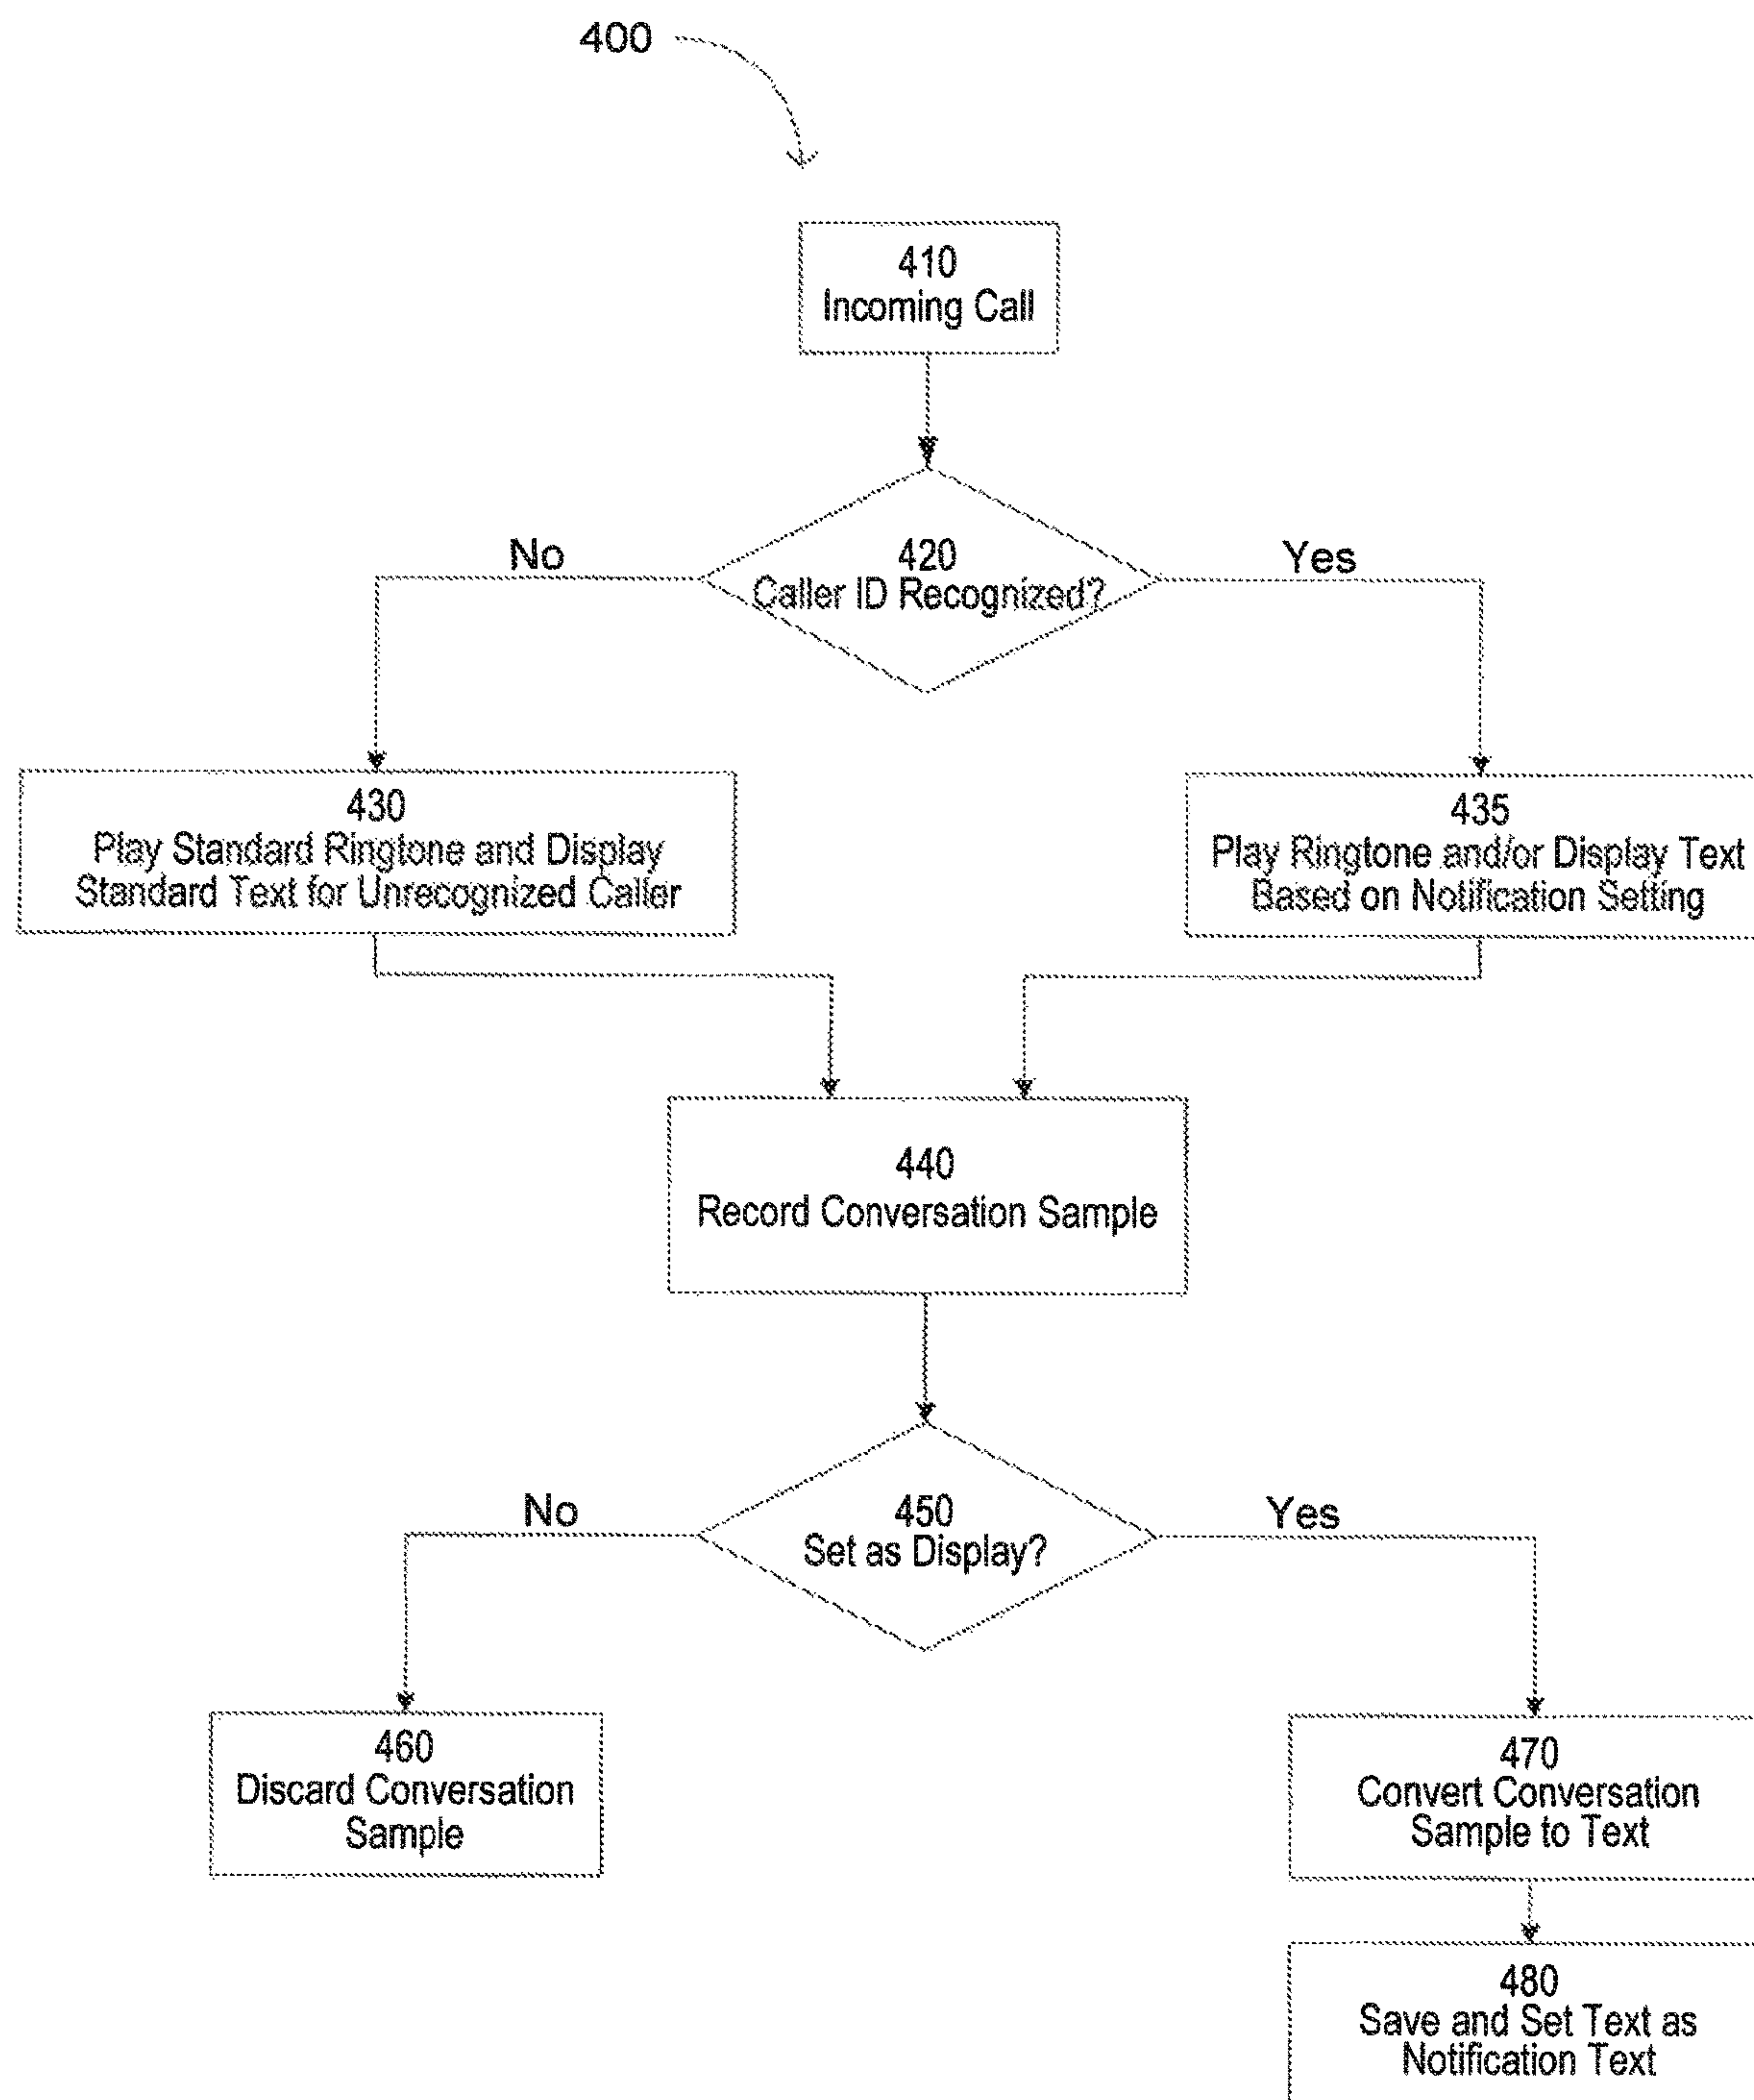 400
410
Incoming Call
420
Caller ID Recognized?
No
Yes
430
Play Standard Ringtone and Display
Standard Text for Unrecognized Caller
435
Play Ringtone and/or Display Text
Based on Notification Setting
440
Record Conversation Sample
450
Set as Display?
No
Yes
460
Discard Conversation
Sample
470
Convert Conversation
Sample to Text
480
Save and Set Text as
Notification Text